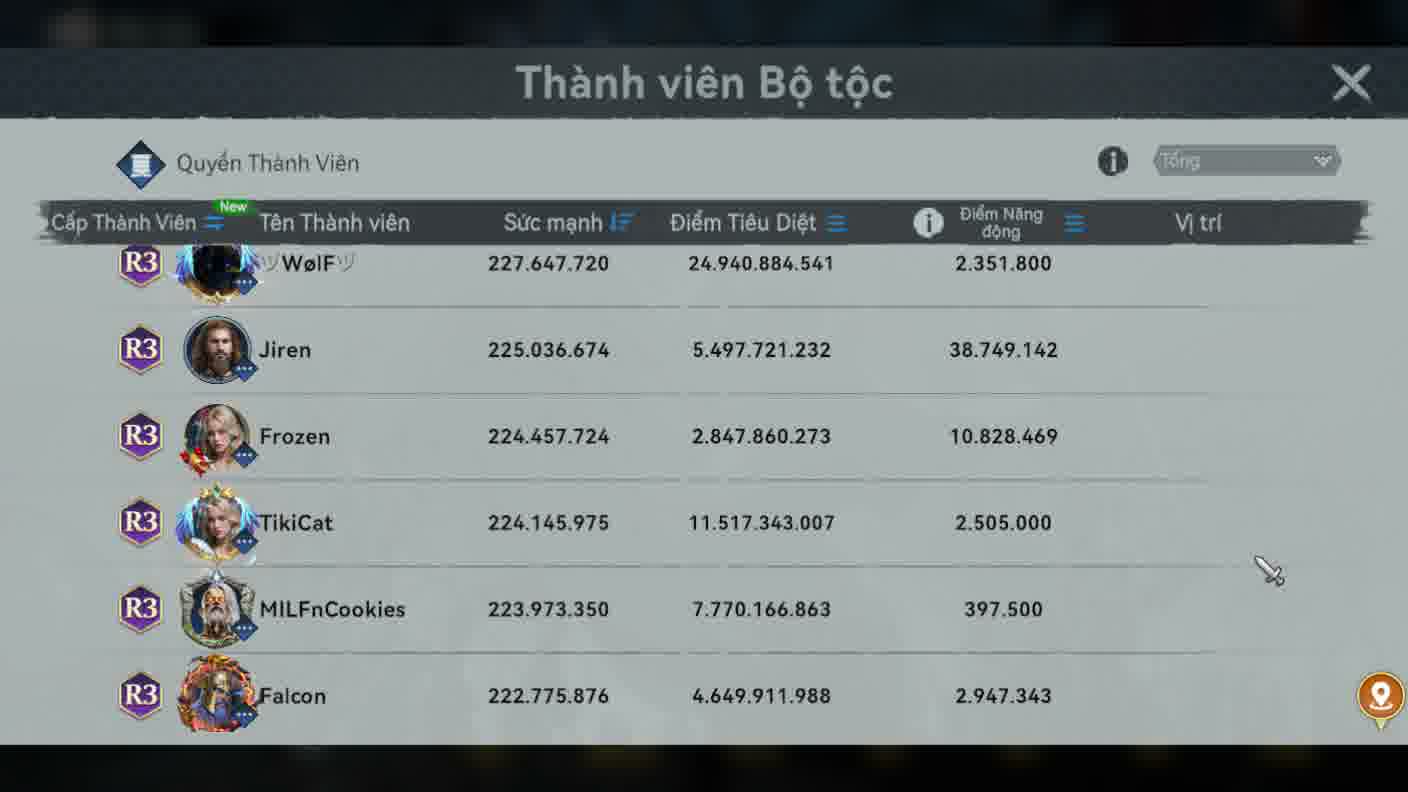 Thành viên Bộ tộc
Quyển Thành Viên
Tổng
Cấp Thành Viên New Tên Thành viên Sức mạnh Điểm Tiêu Diệt Điểm Năng động Vị trí
R3 ヅWølFヅ 227.647.720 24.940.884.541 2.351.800
R3 Jiren 225.036.674 5.497.721.232 38.749.142
R3 Frozen 224.457.724 2.847.860.273 10.828.469
R3 TikiCat 224.145.975 11.517.343.007 2.505.000
R3 MILFnCookies 223.973.350 7.770.166.863 397.500
R3 Falcon 222.775.876 4.649.911.988 2.947.343